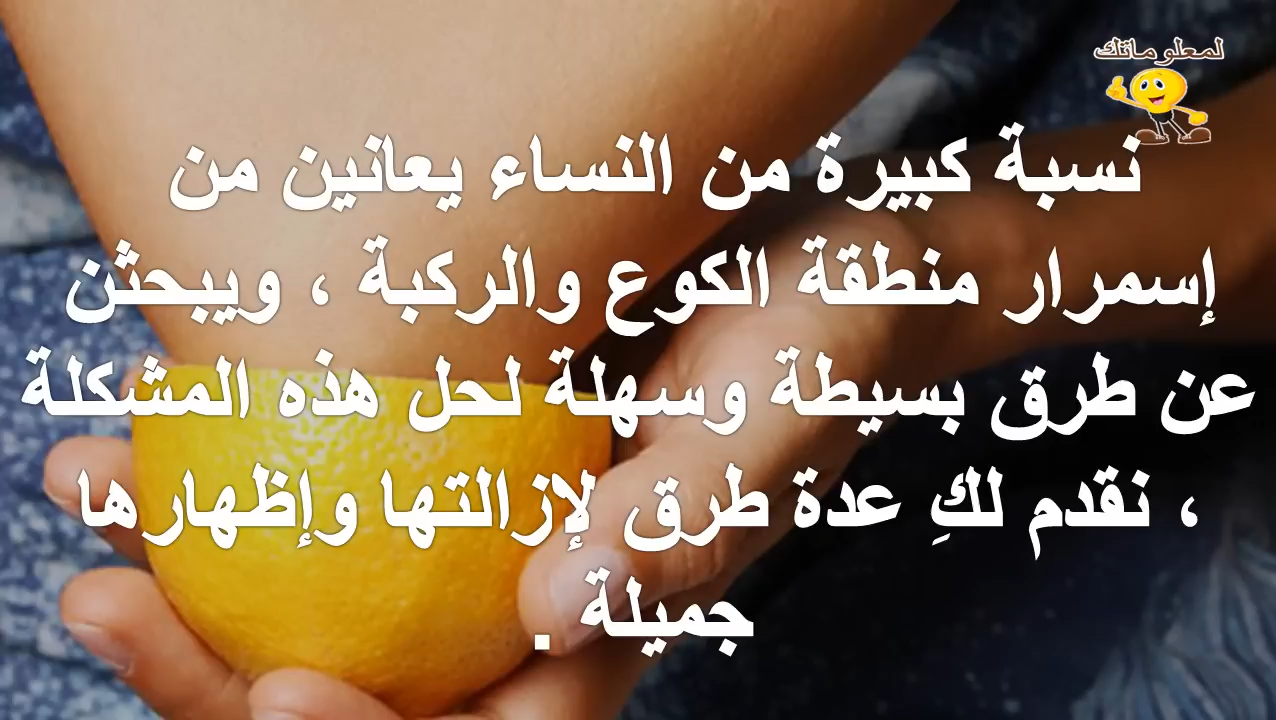 لمعلوماتك
نسبة كبيرة من النساء يعانين من
إسمرار منطقة الكوع والركبة ، ويبحثن
عن طرق بسيطة وسهلة لحل هذه المشكلة
، نقدم لكِ عدة طرق لإزالتها وإظهارها
جميلة .